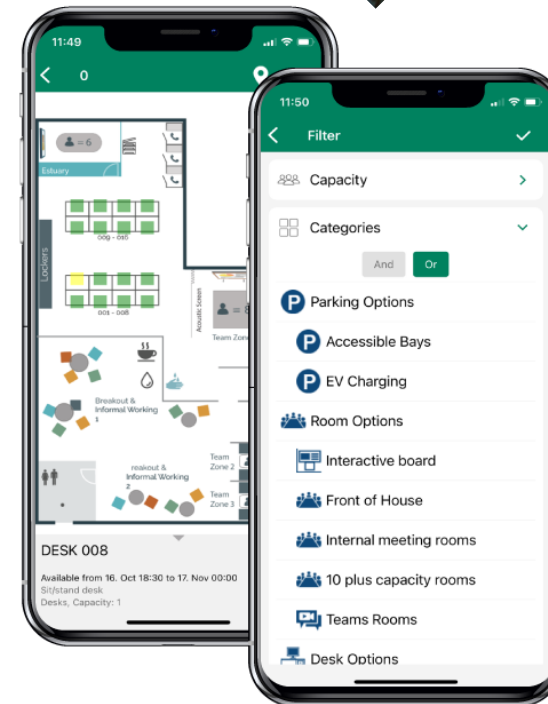 11:49
0
= 6
Estuary
Lockers
009 - 016
001 - 008
Acoustic Screen
Team Zone
Breakout &
Informal Working
1
reakout &
Informal Working
2
Team
Zone 2
Team
Zone 3
DESK 008
Available from 16. Oct 18:30 to 17. Nov 00:00
Sit/stand desk
Desks, Capacity: 1
11:50
Filter
Capacity
Categories
And
Or
P Parking Options
P Accessible Bays
P EV Charging
Room Options
Interactive board
Front of House
Internal meeting rooms
10 plus capacity rooms
Teams Rooms
Desk Options